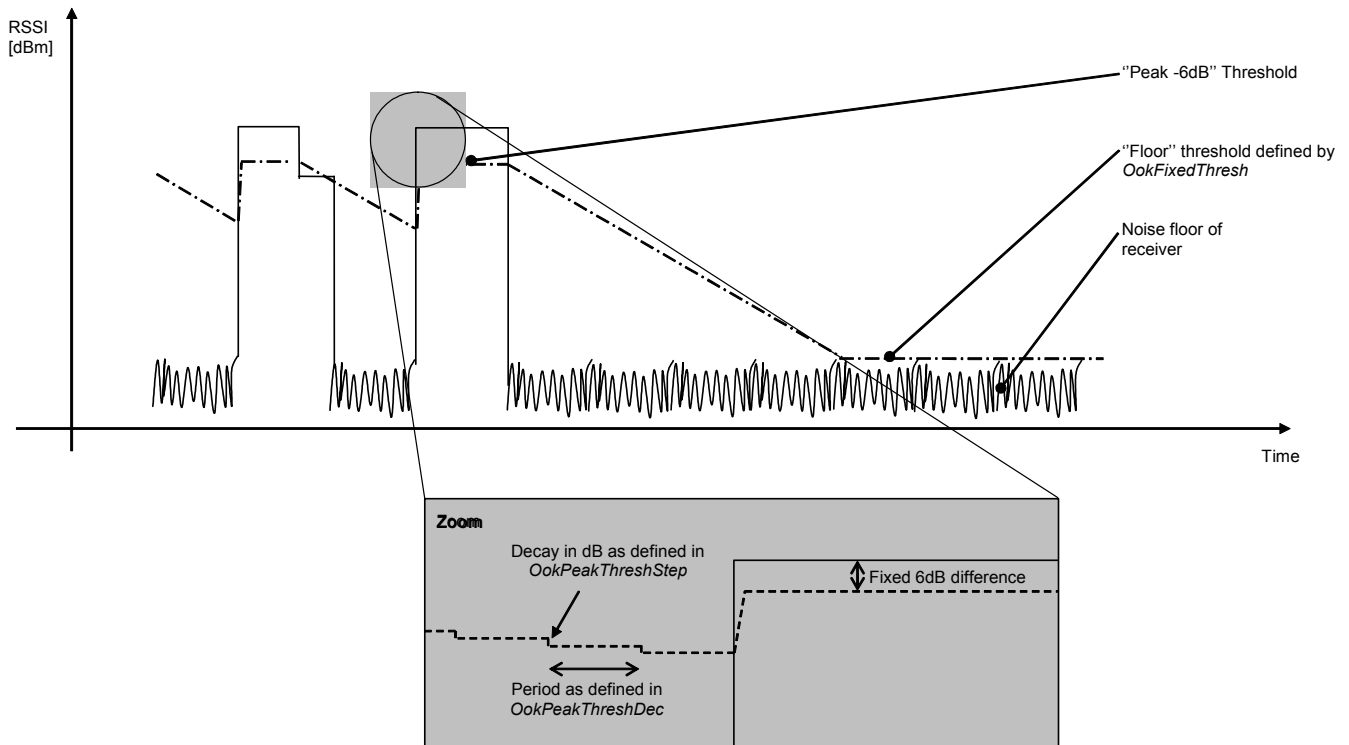 RSSI
[dBm]
‘’Peak -6dB’’ Threshold
‘’Floor’’ threshold defined by
OokFixedThresh
Noise floor of
receiver
Time
Zoom
Decay in dB as defined in
OokPeakThreshStep
Fixed 6dB difference
Period as defined in
OokPeakThreshDec